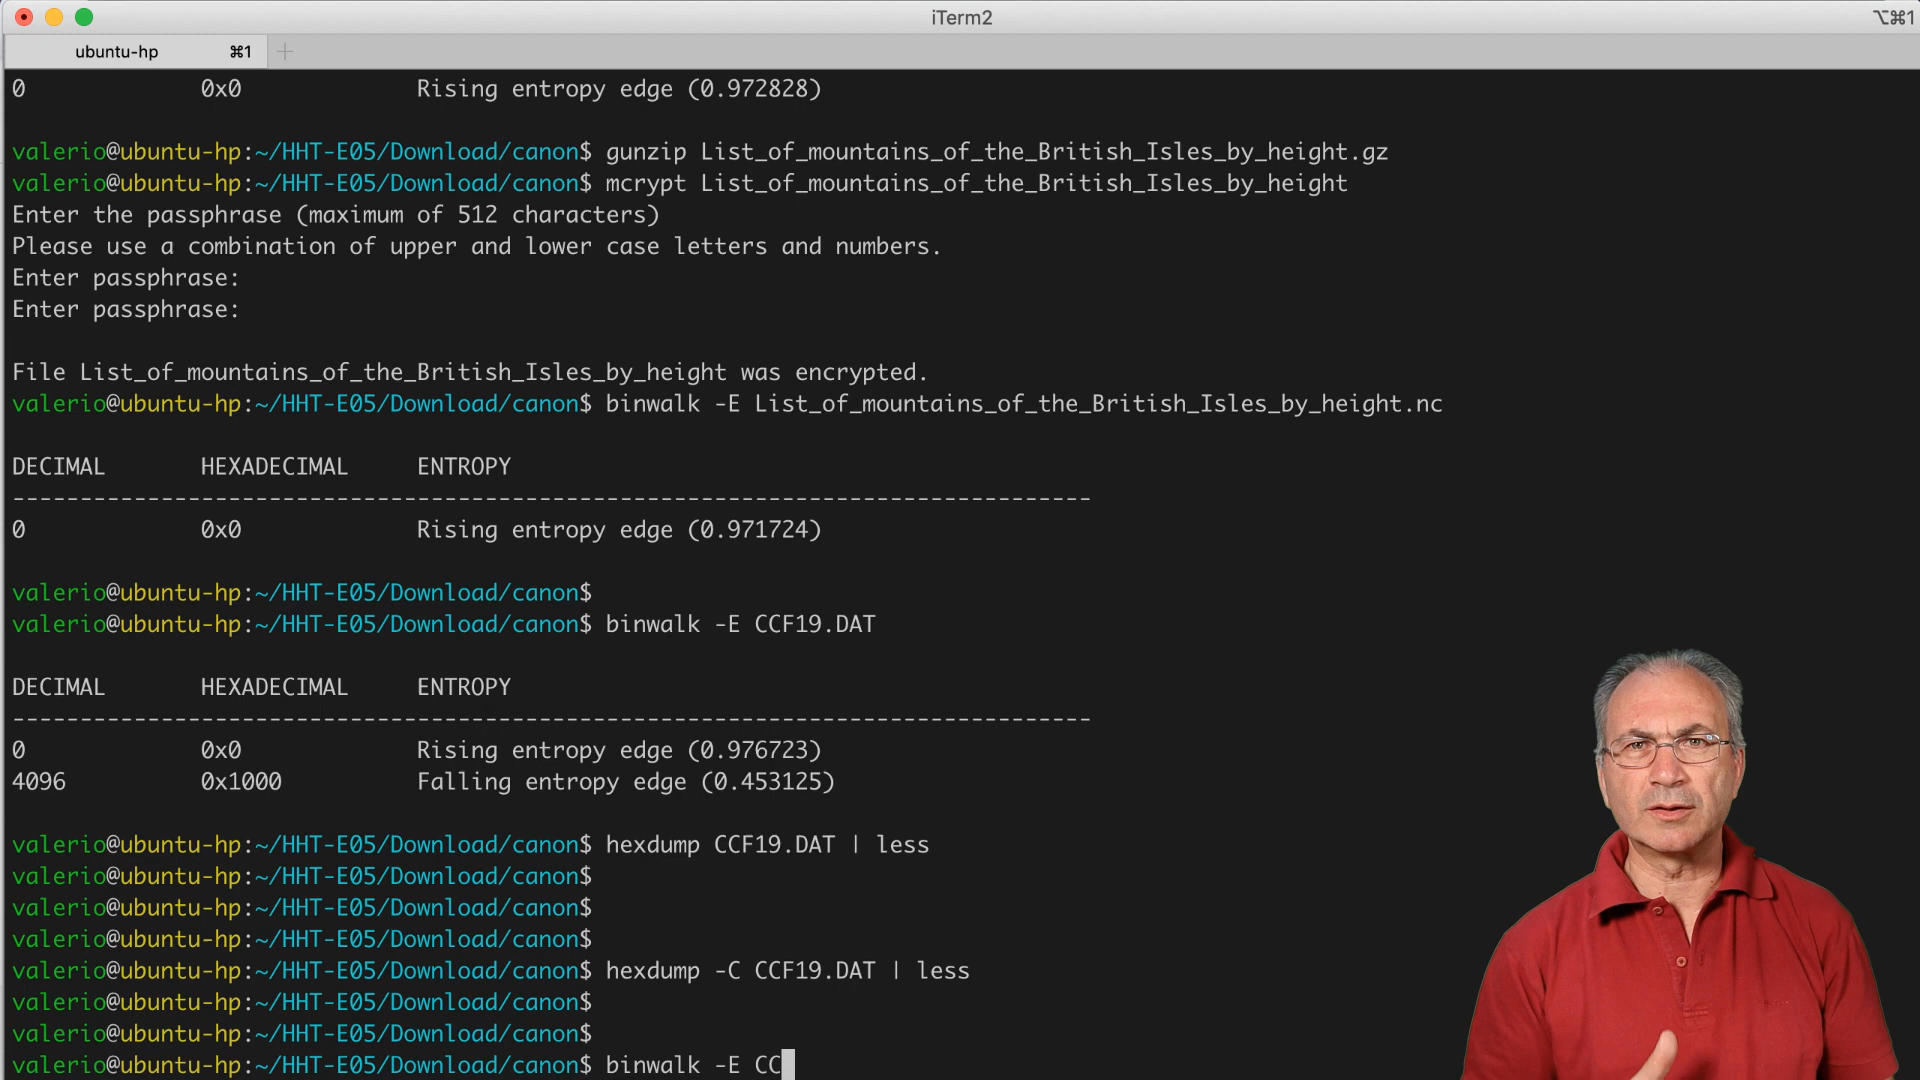 iTerm2
⌥⌘1
ubuntu-hp ⌘1
0 0x0 Rising entropy edge (0.972828)
valerio@ubuntu-hp:~/HHT-E05/Download/canon$ gunzip List_of_mountains_of_the_British_Isles_by_height.gz
valerio@ubuntu-hp:~/HHT-E05/Download/canon$ mcrypt List_of_mountains_of_the_British_Isles_by_height
Enter the passphrase (maximum of 512 characters)
Please use a combination of upper and lower case letters and numbers.
Enter passphrase:
Enter passphrase:
File List_of_mountains_of_the_British_Isles_by_height was encrypted.
valerio@ubuntu-hp:~/HHT-E05/Download/canon$ binwalk -E List_of_mountains_of_the_British_Isles_by_height.nc
DECIMAL HEXADECIMAL ENTROPY
--------------------------------------------------------------------------------
0 0x0 Rising entropy edge (0.971724)
valerio@ubuntu-hp:~/HHT-E05/Download/canon$
valerio@ubuntu-hp:~/HHT-E05/Download/canon$ binwalk -E CCF19.DAT
DECIMAL HEXADECIMAL ENTROPY
--------------------------------------------------------------------------------
0 0x0 Rising entropy edge (0.976723)
4096 0x1000 Falling entropy edge (0.453125)
valerio@ubuntu-hp:~/HHT-E05/Download/canon$ hexdump CCF19.DAT | less
valerio@ubuntu-hp:~/HHT-E05/Download/canon$
valerio@ubuntu-hp:~/HHT-E05/Download/canon$
valerio@ubuntu-hp:~/HHT-E05/Download/canon$
valerio@ubuntu-hp:~/HHT-E05/Download/canon$ hexdump -C CCF19.DAT | less
valerio@ubuntu-hp:~/HHT-E05/Download/canon$
valerio@ubuntu-hp:~/HHT-E05/Download/canon$
valerio@ubuntu-hp:~/HHT-E05/Download/canon$ binwalk -E CC